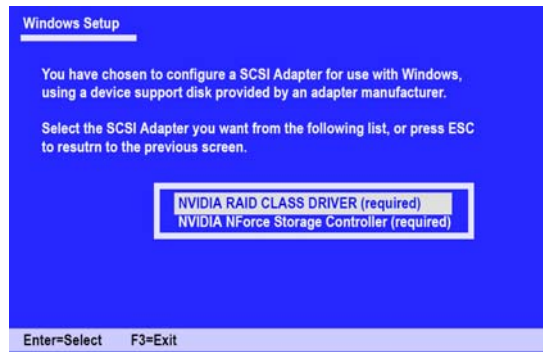 Windows Setup
You have chosen to configure a SCSI Adapter for use with Windows,
using a device support disk provided by an adapter manufacturer.
Select the SCSI Adapter you want from the following list, or press ESC
to resutrn to the previous screen.
NVIDIA RAID CLASS DRIVER (required)
NVIDIA NForce Storage Controller (required)
Enter=Select F3=Exit